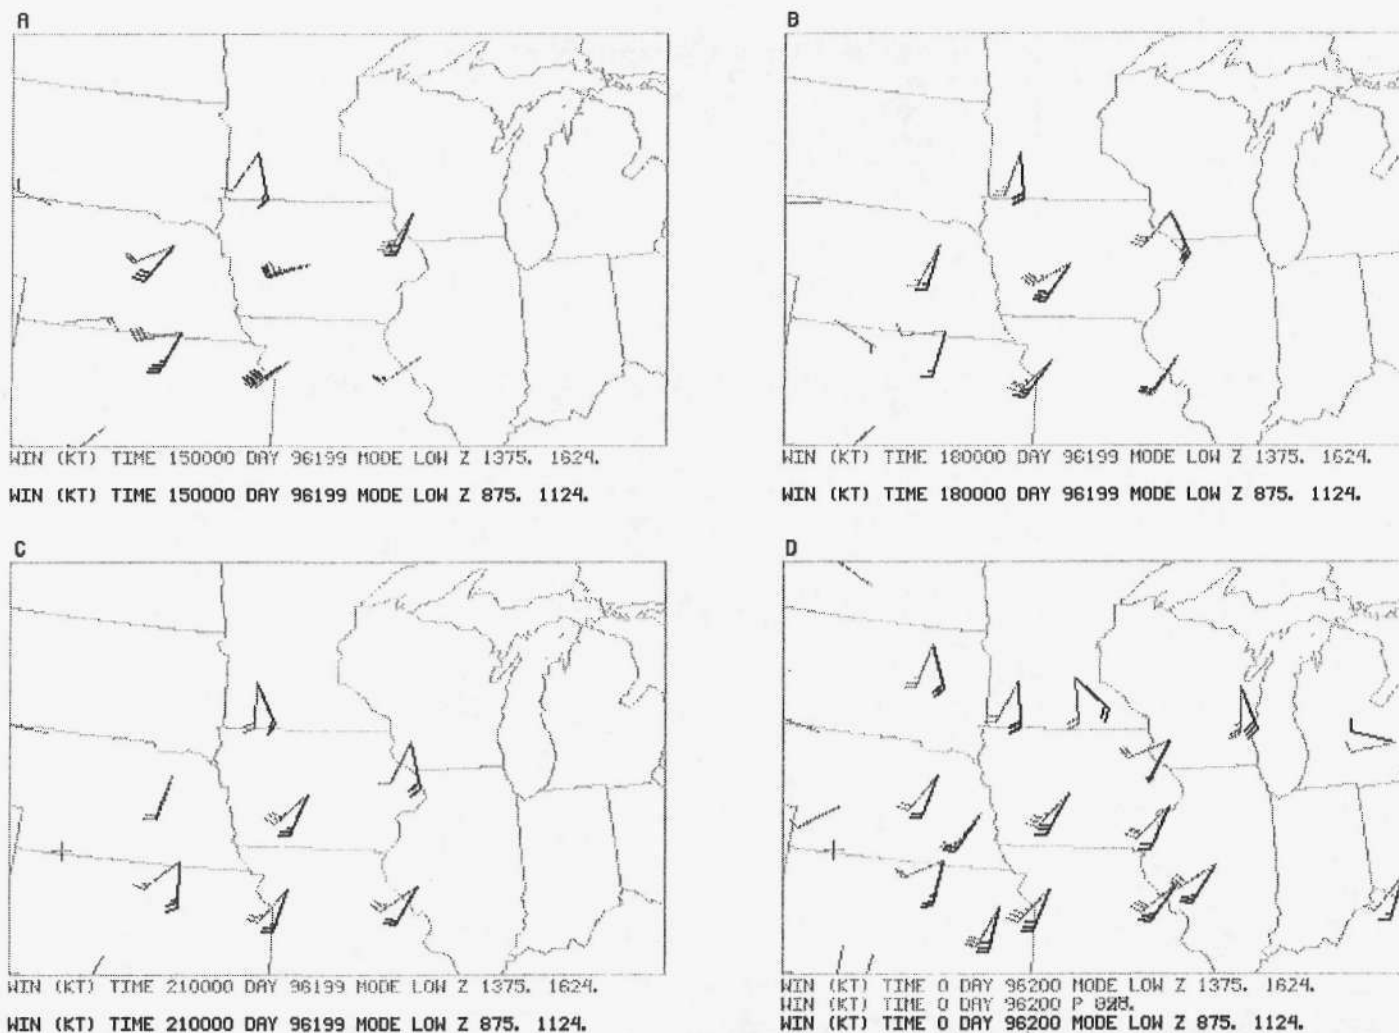 A
B
WIN (KT) TIME 150000 DAY 96199 MODE LOW Z 1375. 1624.
WIN (KT) TIME 150000 DAY 96199 MODE LOW Z 875. 1124.
WIN (KT) TIME 180000 DAY 96199 MODE LOW Z 1375. 1624.
WIN (KT) TIME 180000 DAY 96199 MODE LOW Z 875. 1124.
C
D
WIN (KT) TIME 210000 DAY 96199 MODE LOW Z 1375. 1624.
WIN (KT) TIME 210000 DAY 96199 MODE LOW Z 875. 1124.
WIN (KT) TIME 0 DAY 96200 MODE LOW Z 1375. 1624.
WIN (KT) TIME 0 DAY 96200 P
WIN (KT) TIME 0 DAY 96200 MODE LOW Z 875. 1124.